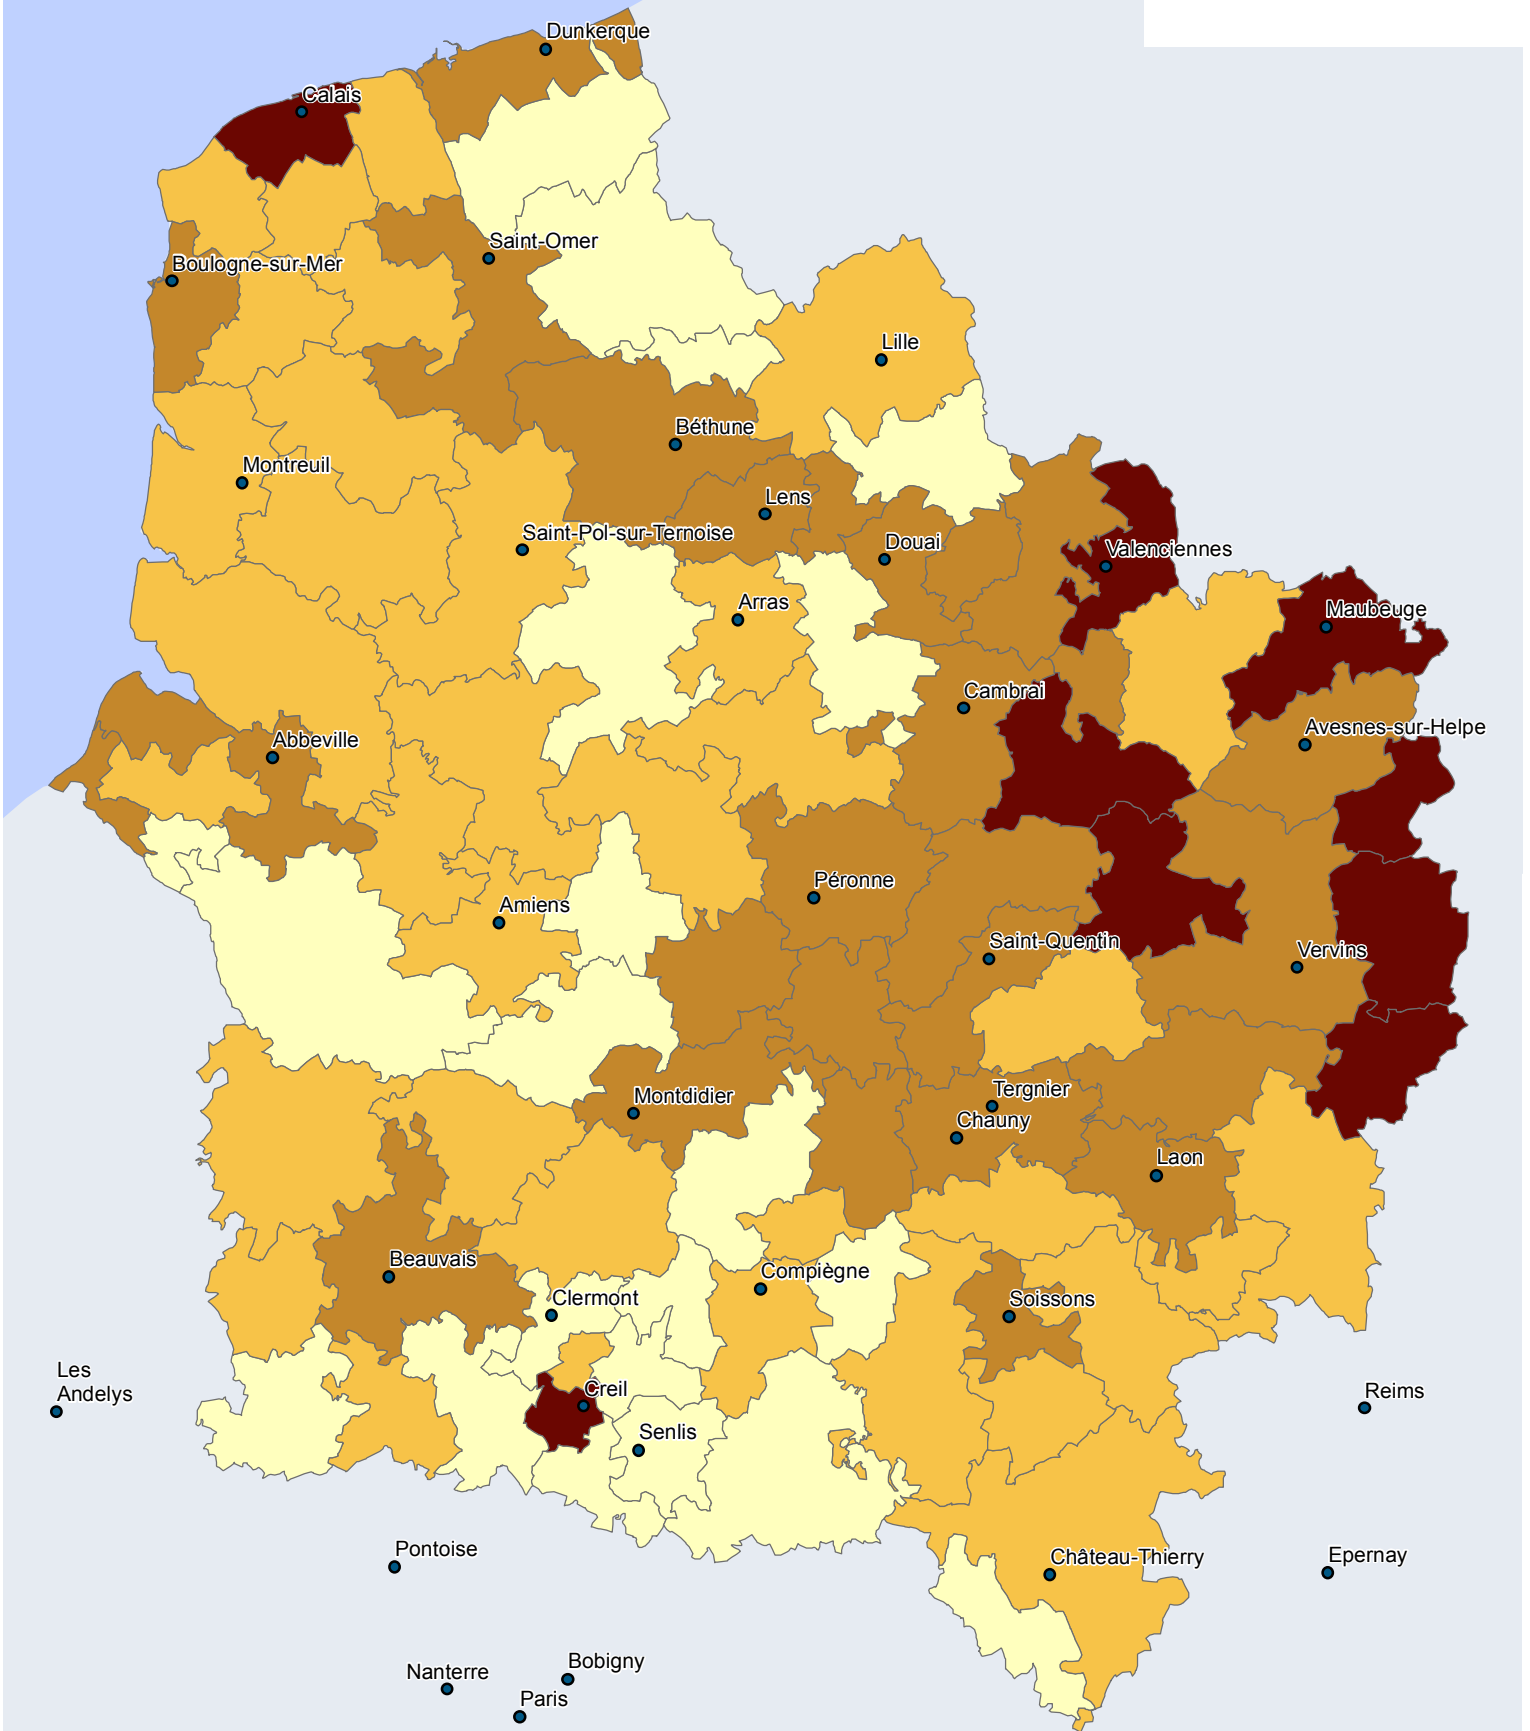 Dunkerque
Calais
Saint-Omer
Boulogne-sur-Mer
Lille
Béthune
Montreuil
Lens
Saint-Pol-sur-Ternoise
Douai
Valenciennes
Arras
Maubeuge
Cambrai
Avesnes-sur-Helpe
Abbeville
Péronne
Amiens
Saint-Quentin
Vervins
Montdidier
Tergnier
Chauny
Laon
Beauvais
Compiègne
Clermont
Soissons
Les
Andelys
Creil
Reims
Senlis
Pontoise
Château-Thierry
Epernay
Nanterre
Bobigny
Paris